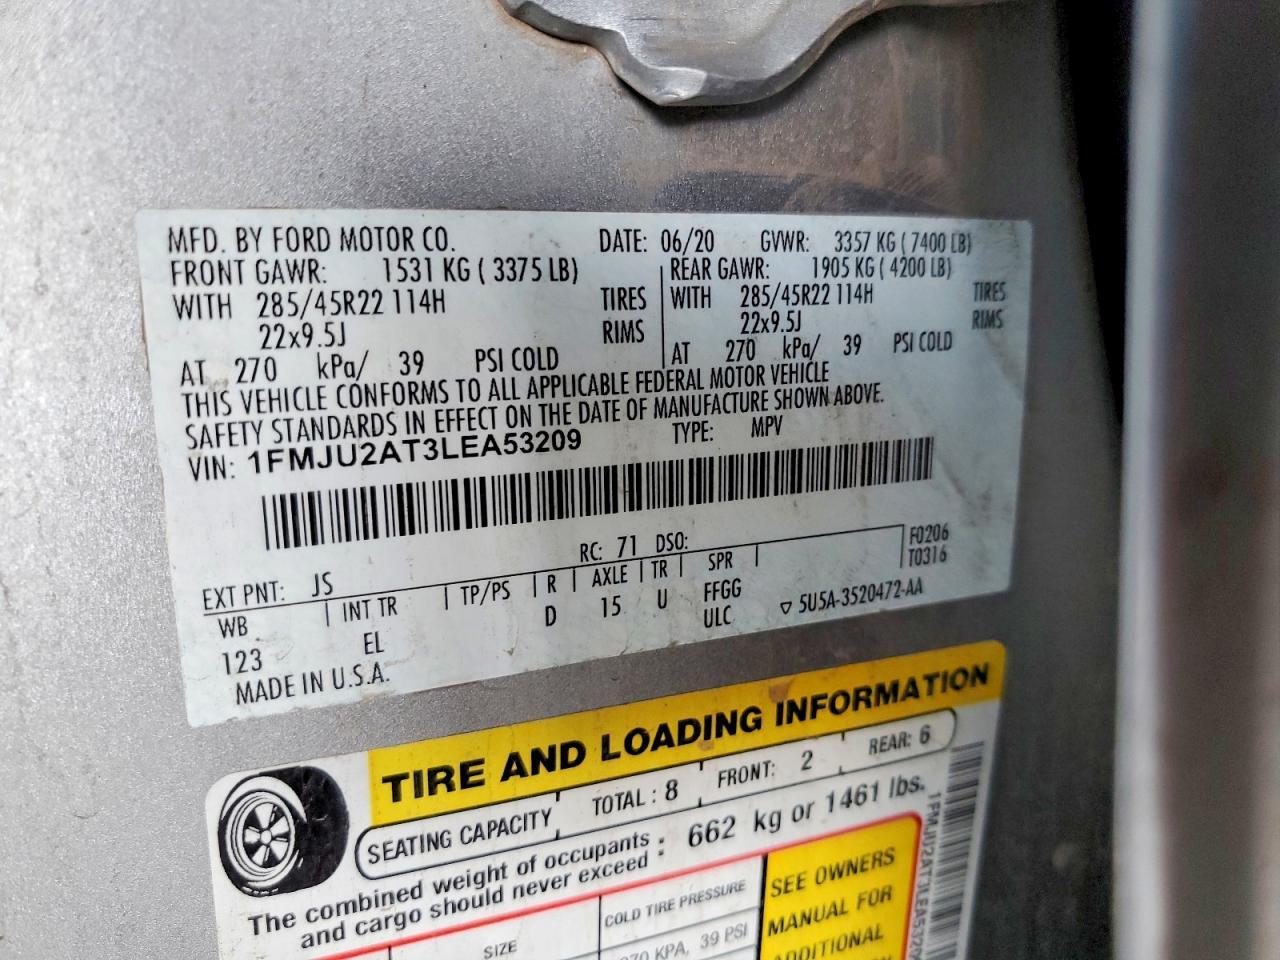 MFD. BY FORD MOTOR CO. DATE: 06/20 GVWR: 3357 KG ( 7400 LB)
FRONT GAWR: 1531 KG ( 3375 LB) REAR GAWR: 1905 KG ( 4200 LB)
WITH 285/45R22 114H TIRES WITH 285/45R22 114H TIRES
22x9.5J RIMS 22x9.5J RIMS
AT 270 kPa/ 39 PSI COLD AT 270 kPa/ 39 PSI COLD
THIS VEHICLE CONFORMS TO ALL APPLICABLE FEDERAL MOTOR VEHICLE
SAFETY STANDARDS IN EFFECT ON THE DATE OF MANUFACTURE SHOWN ABOVE.
VIN: 1FMJU2AT3LEA53209 TYPE: MPV
F0206
RC: 71 DSO: T0316
EXT PNT: JS
WB INT TR TP/PS R AXLE TR SPR
123 EL D 15 U FFGG
ULC ▽ 5U5A-3520472-AA
MADE IN U.S.A.
TIRE AND LOADING INFORMATION
SEATING CAPACITY TOTAL : 8 FRONT: 2 REAR: 6
The combined weight of occupants : 662 kg or 1461 lbs.
and cargo should never exceed
SIZE COLD TIRE PRESSURE
KPA, 39 PSI
SEE OWNERS
MANUAL FOR
ADDITIONAL